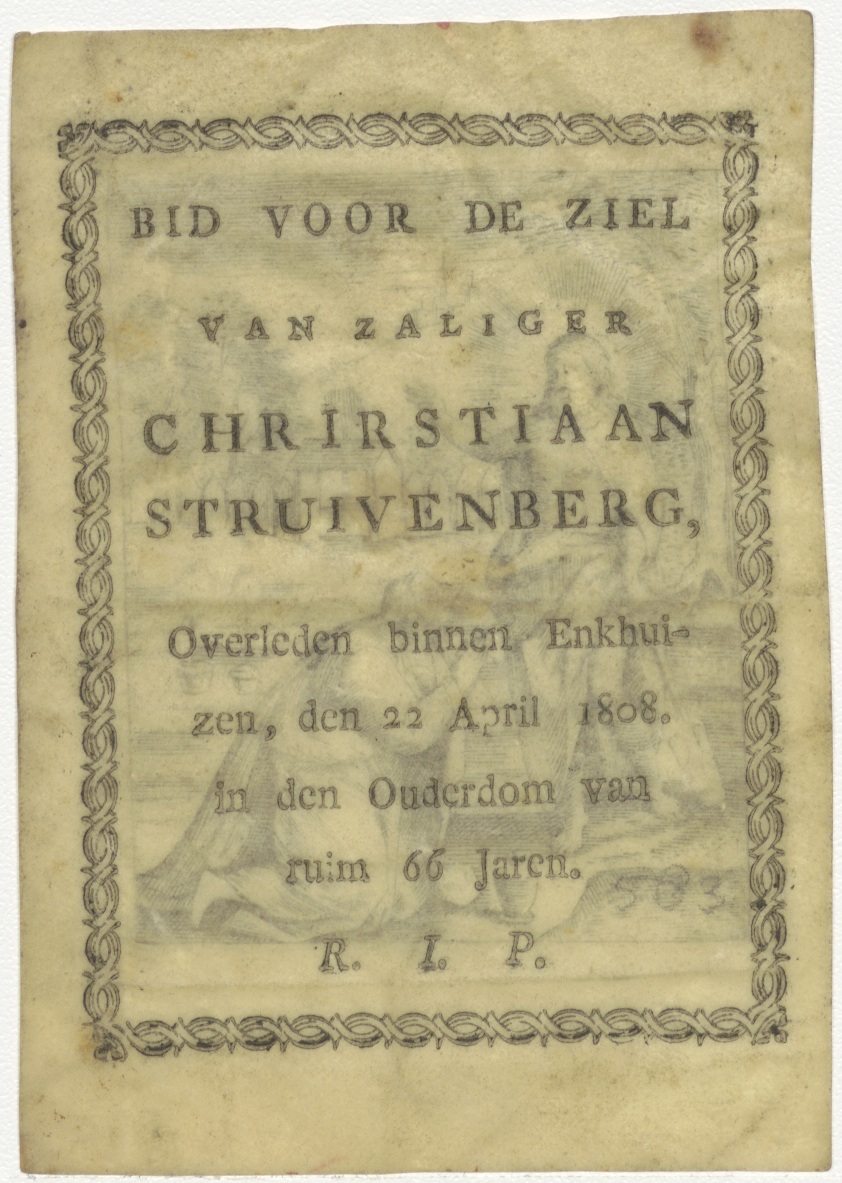 BID VOOR DE ZIEL
VAN ZALIGER
CHRIRSTIAAN
STRUIVENBERG,
Overleden binnen Enkhui-
zen, den 22 April 1808.
in den Ouderdom van
ruim 66 Jaren.
583
R. I. P.